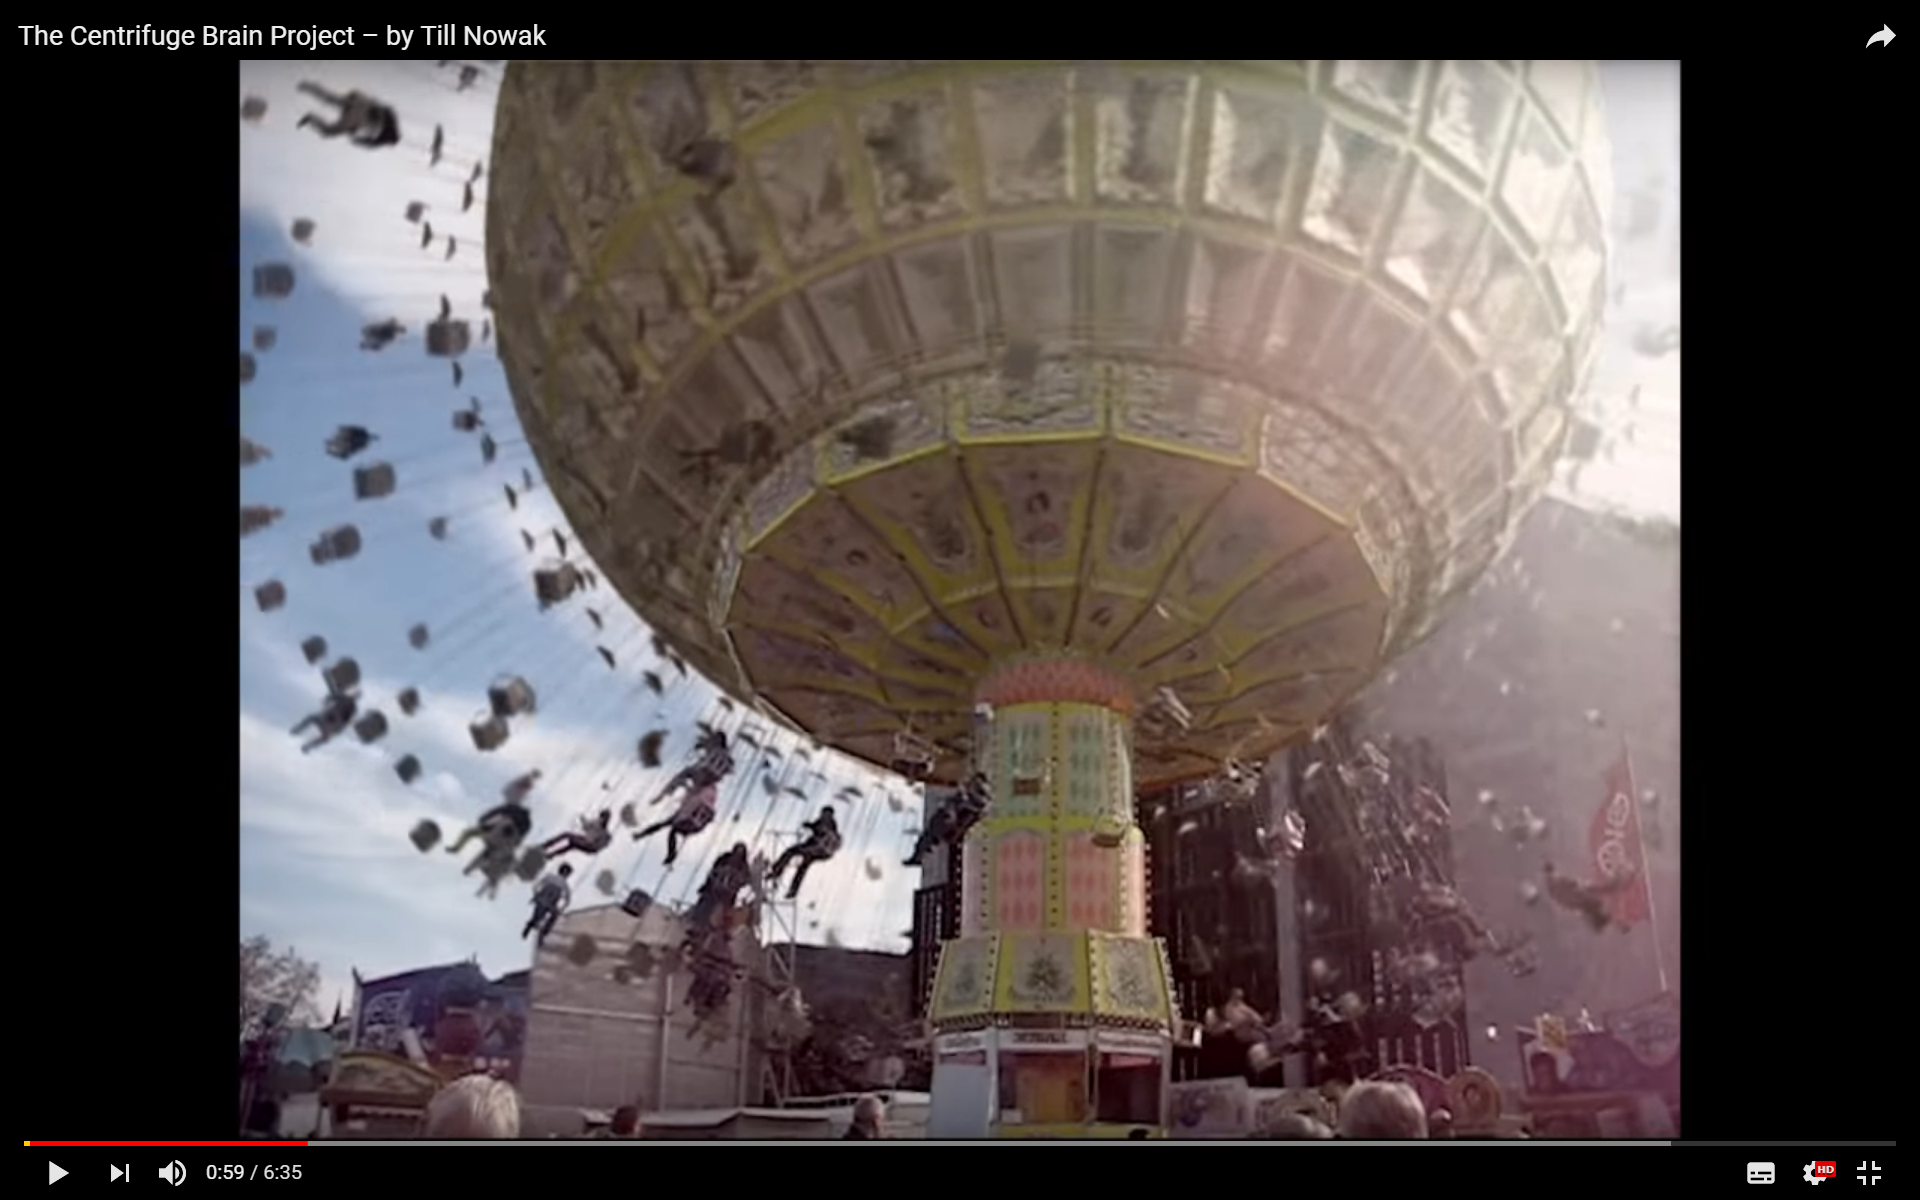 The Centrifuge Brain Project – by Till Nowak
0:59 / 6:35
HD